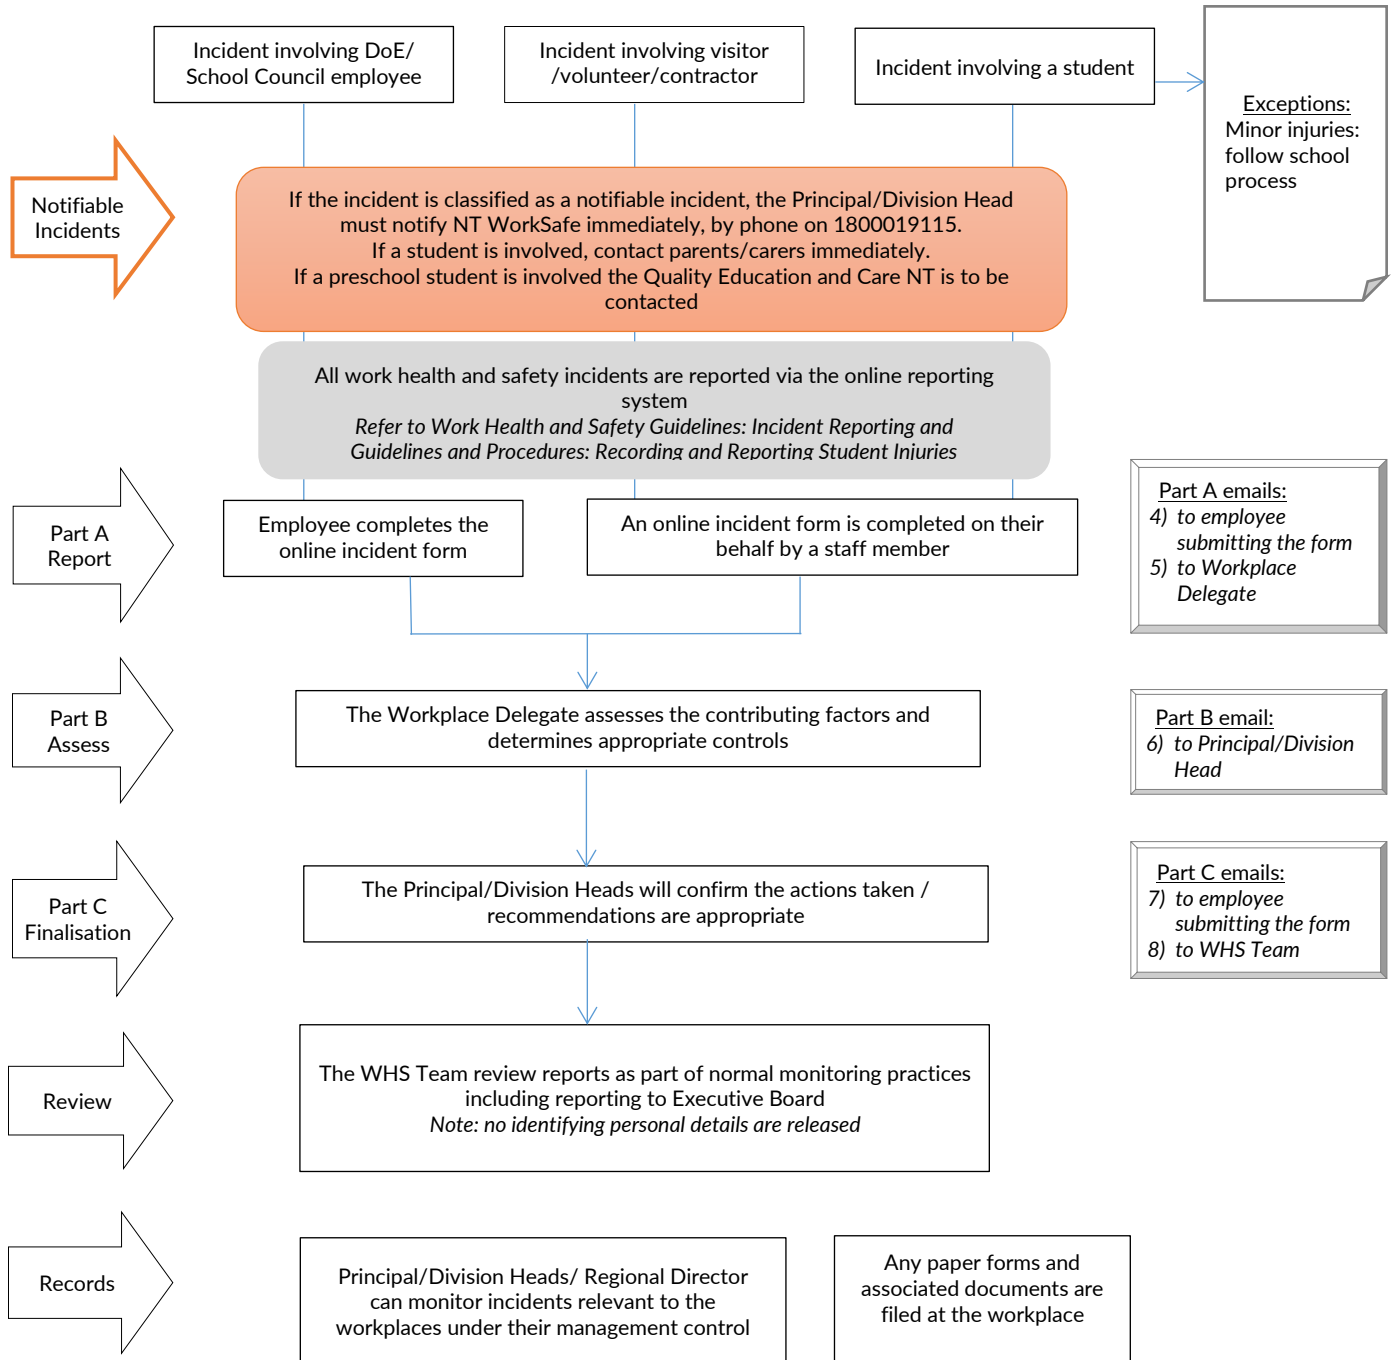 Incident involving DoE/
School Council employee
Incident involving visitor
/volunteer/contractor
Incident involving a student
Exceptions:
Minor injuries:
follow school
process
Notifiable
Incidents
If the incident is classified as a notifiable incident, the Principal/Division Head
must notify NT WorkSafe immediately, by phone on 1800019115.
If a student is involved, contact parents/carers immediately.
If a preschool student is involved the Quality Education and Care NT is to be
contacted
All work health and safety incidents are reported via the online reporting
system
Refer to Work Health and Safety Guidelines: Incident Reporting and
Guidelines and Procedures: Recording and Reporting Student Injuries
Part A
Report
Employee completes the
online incident form
An online incident form is completed on their
behalf by a staff member
Part A emails:
4) to employee
submitting the form
5) to Workplace
Delegate
Part B
Assess
The Workplace Delegate assesses the contributing factors and
determines appropriate controls
Part B email:
6) to Principal/Division
Head
Part C
Finalisation
The Principal/Division Heads will confirm the actions taken /
recommendations are appropriate
Part C emails:
7) to employee
submitting the form
8) to WHS Team
Review
The WHS Team review reports as part of normal monitoring practices
including reporting to Executive Board
Note: no identifying personal details are released
Records
Principal/Division Heads/ Regional Director
can monitor incidents relevant to the
workplaces under their management control
Any paper forms and
associated documents are
filed at the workplace